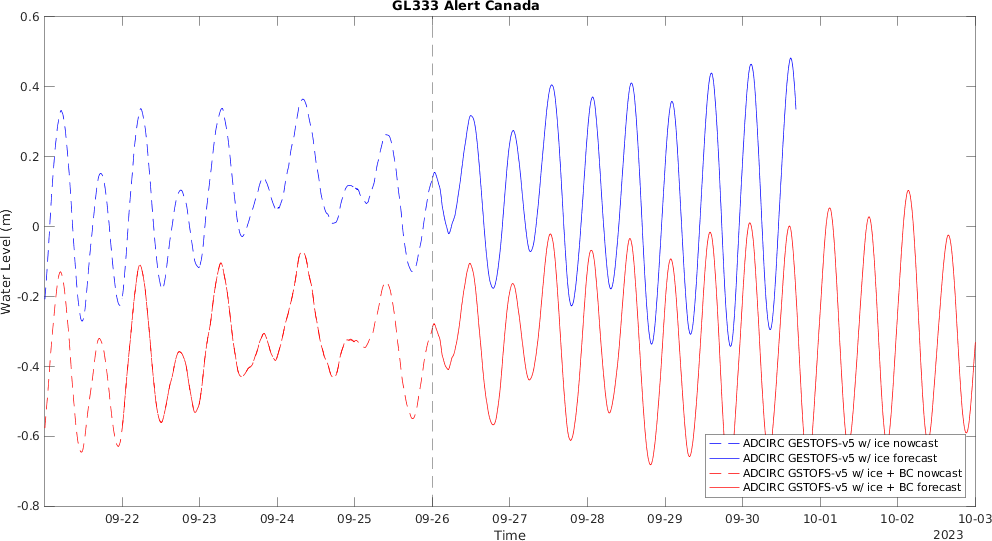 GL333 Alert Canada
0.6
0.4
0.2
0
-0.2
-0.4
-0.6
-0.8
Water Level (m)
ADCIRC GESTOFS-v5 w/ ice nowcast
ADCIRC GESTOFS-v5 w/ ice forecast
ADCIRC GSTOFS-v5 w/ ice + BC nowcast
ADCIRC GSTOFS-v5 w/ ice + BC forecast
09-22 09-23 09-24 09-25 09-26 09-27 09-28 09-29 09-30 10-01 10-02 10-03
Time
2023